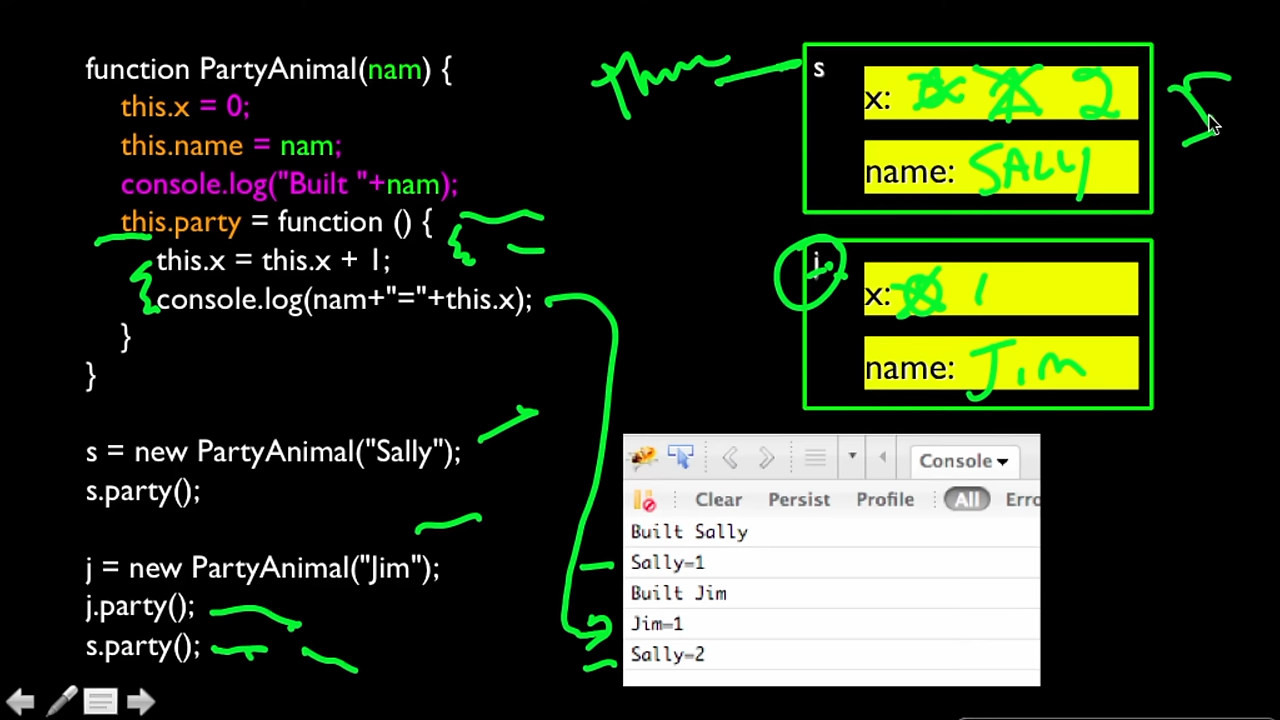 function PartyAnimal(nam) {
this.x = 0;
this.name = nam;
console.log("Built "+nam);
this.party = function () {
this.x = this.x + 1;
console.log(nam+"="+this.x);
}
}
s = new PartyAnimal("Sally");
s.party();
j = new PartyAnimal("Jim");
j.party();
s.party();
s
x: 2
name: SALLY
j
x: 0 1
name: Jim
Console
Clear Persist Profile All Erro
Built Sally
Sally=1
Built Jim
Jim=1
Sally=2